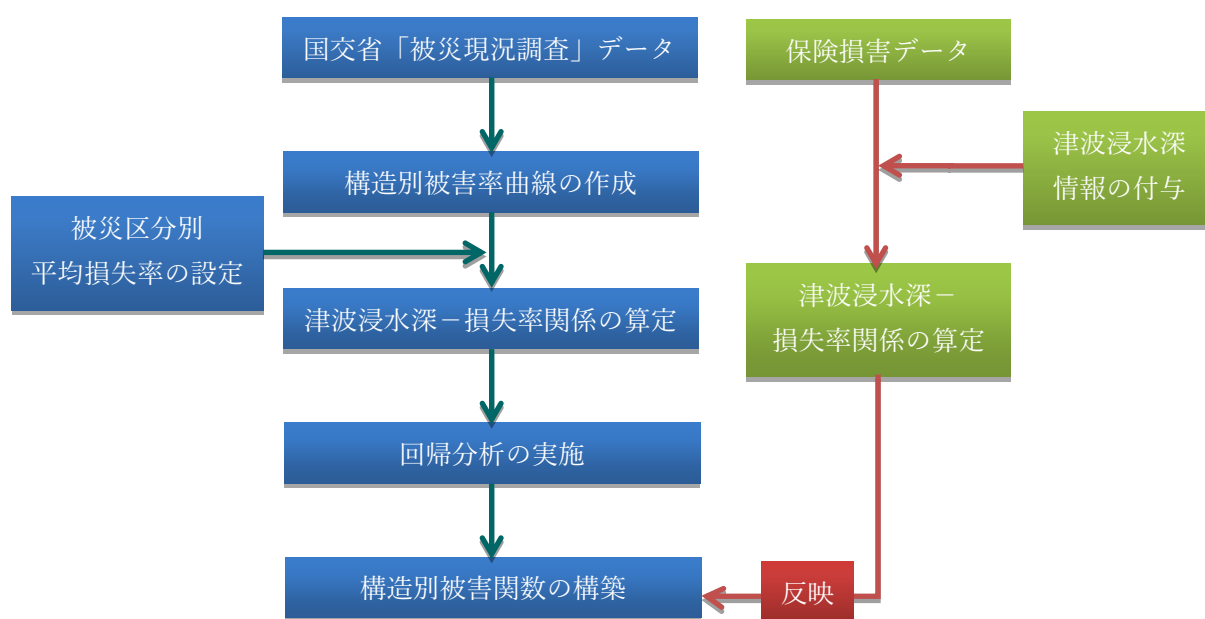 国交省「被災現況調査」データ
保険損害データ
津波浸水深
情報の付与
構造別被害率曲線の作成
被災区分別
平均損失率の設定
津波浸水深－損失率関係の算定
津波浸水深－
損失率関係の算定
回帰分析の実施
構造別被害関数の構築
反映